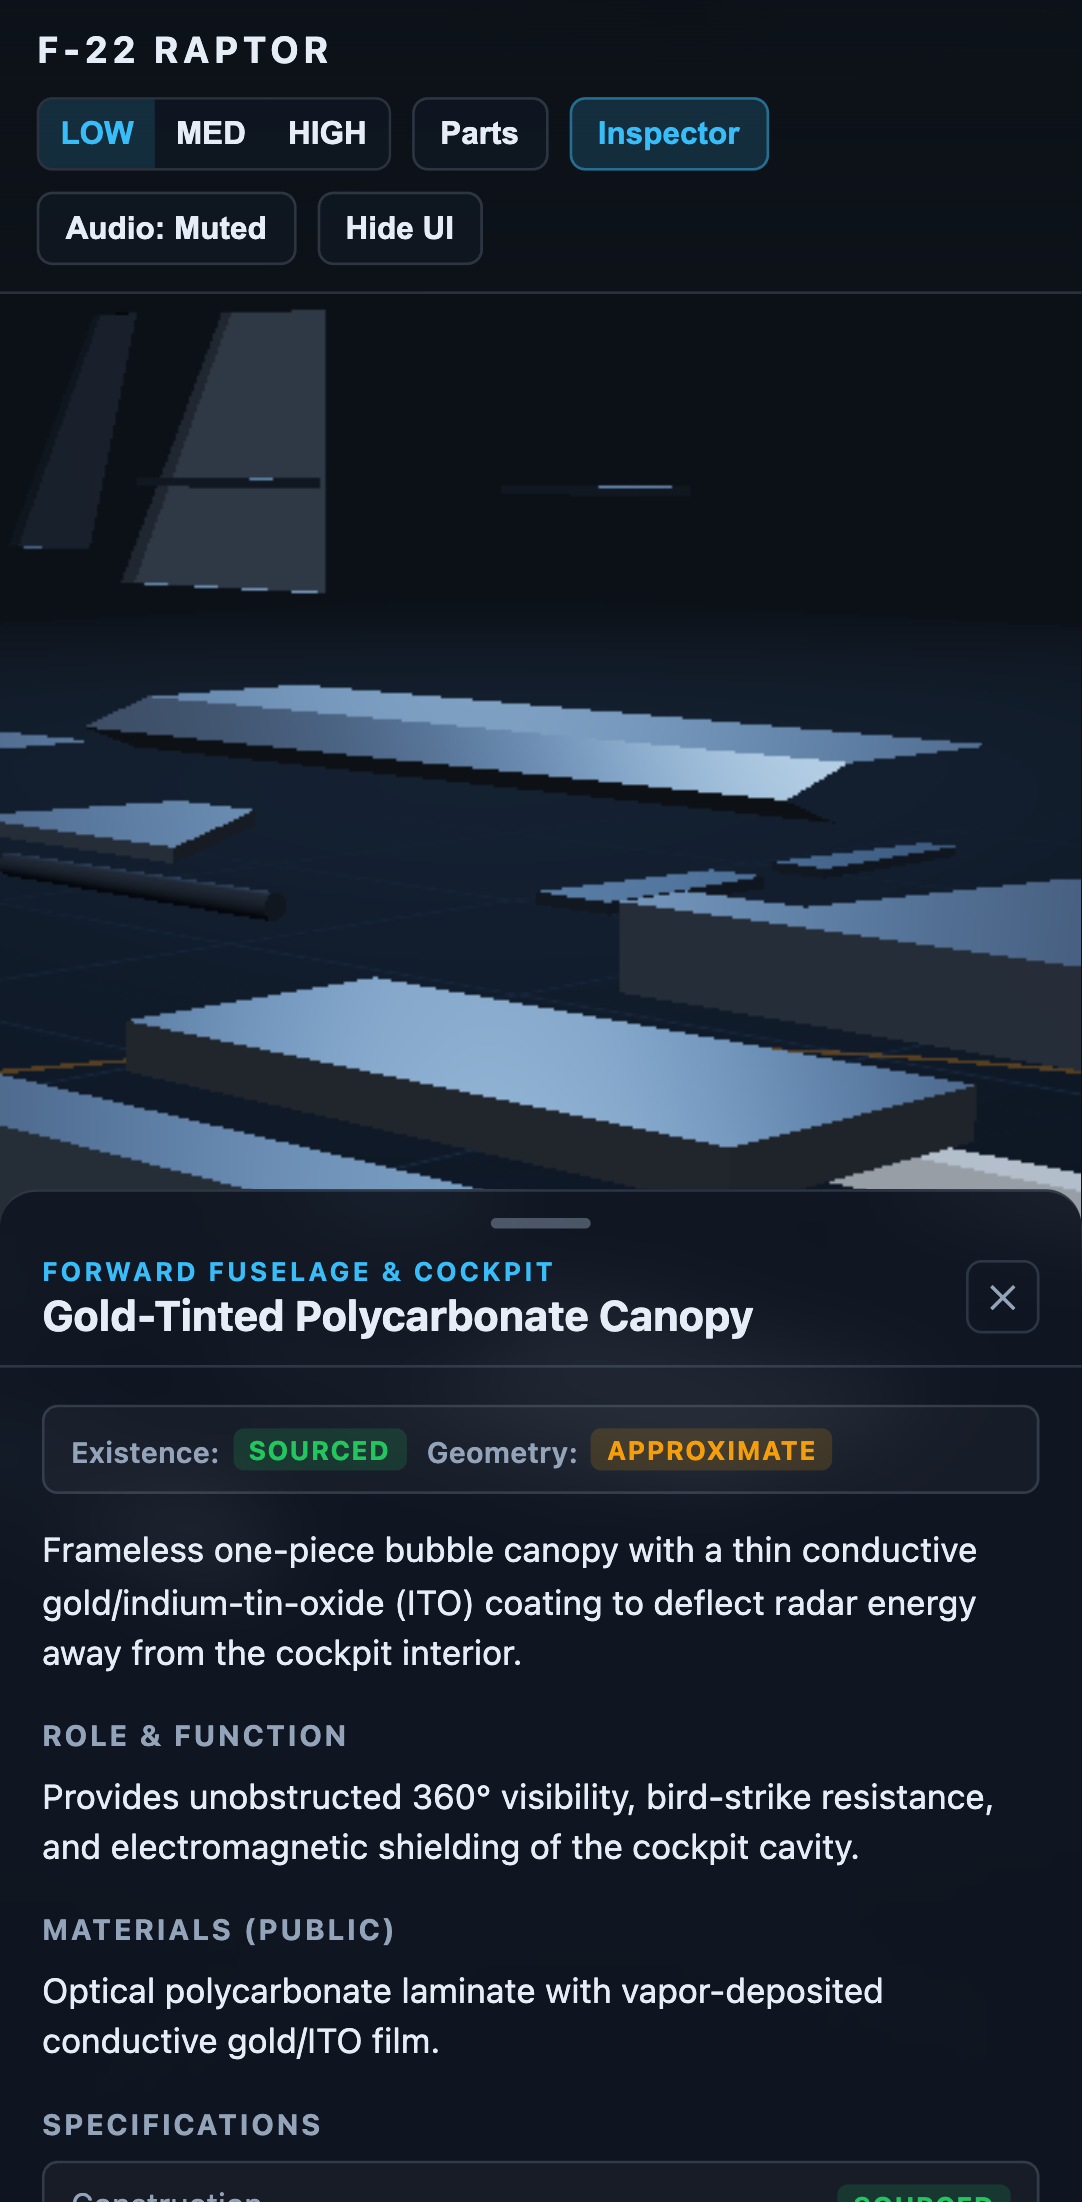 F-22 RAPTOR
LOW MED HIGH Parts Inspector
Audio: Muted Hide UI
FORWARD FUSELAGE & COCKPIT
Gold-Tinted Polycarbonate Canopy
Existence: SOURCED Geometry: APPROXIMATE
Frameless one-piece bubble canopy with a thin conductive
gold/indium-tin-oxide (ITO) coating to deflect radar energy
away from the cockpit interior.
ROLE & FUNCTION
Provides unobstructed 360° visibility, bird-strike resistance,
and electromagnetic shielding of the cockpit cavity.
MATERIALS (PUBLIC)
Optical polycarbonate laminate with vapor-deposited
conductive gold/ITO film.
SPECIFICATIONS
Construction SOURCED